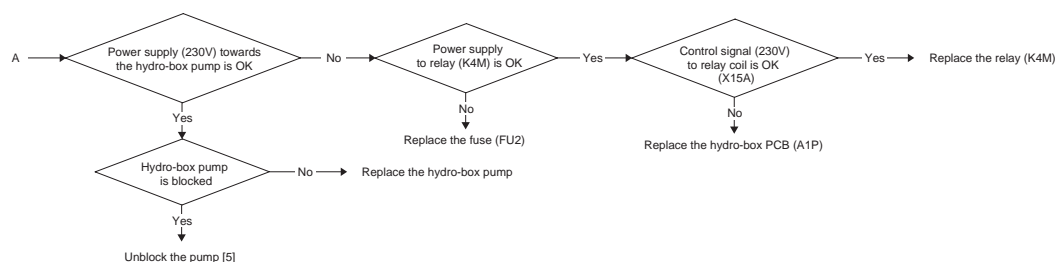 A
Power supply (230V) towards
the hydro-box pump is OK
No
Power supply
to relay (K4M) is OK
Yes
Control signal (230V)
to relay coil is OK
(X15A)
Yes
Replace the relay (K4M)
Yes
No
Replace the fuse (FU2)
No
Replace the hydro-box PCB (A1P)
Hydro-box pump
is blocked
No
Replace the hydro-box pump
Yes
Unblock the pump [5]